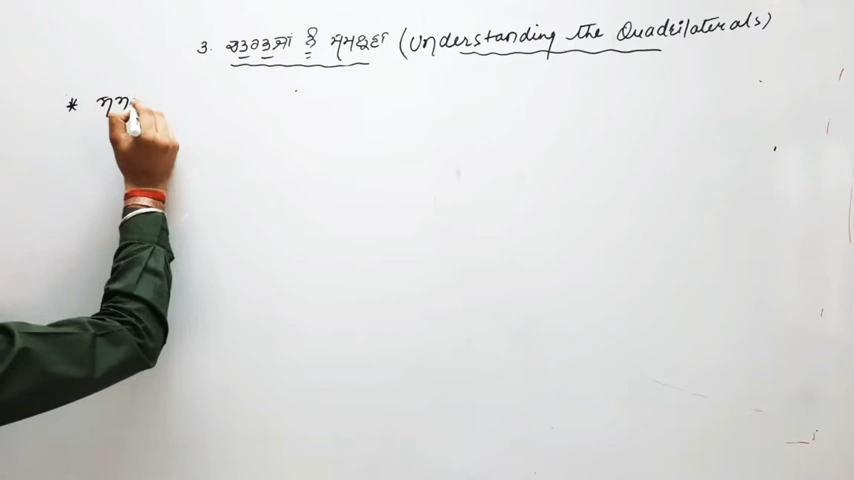 3. ਚਤੁਰਭੁਜਾਂ ਨੂੰ ਸਮਝਣਾ (Understanding the Quadrilaterals)
*